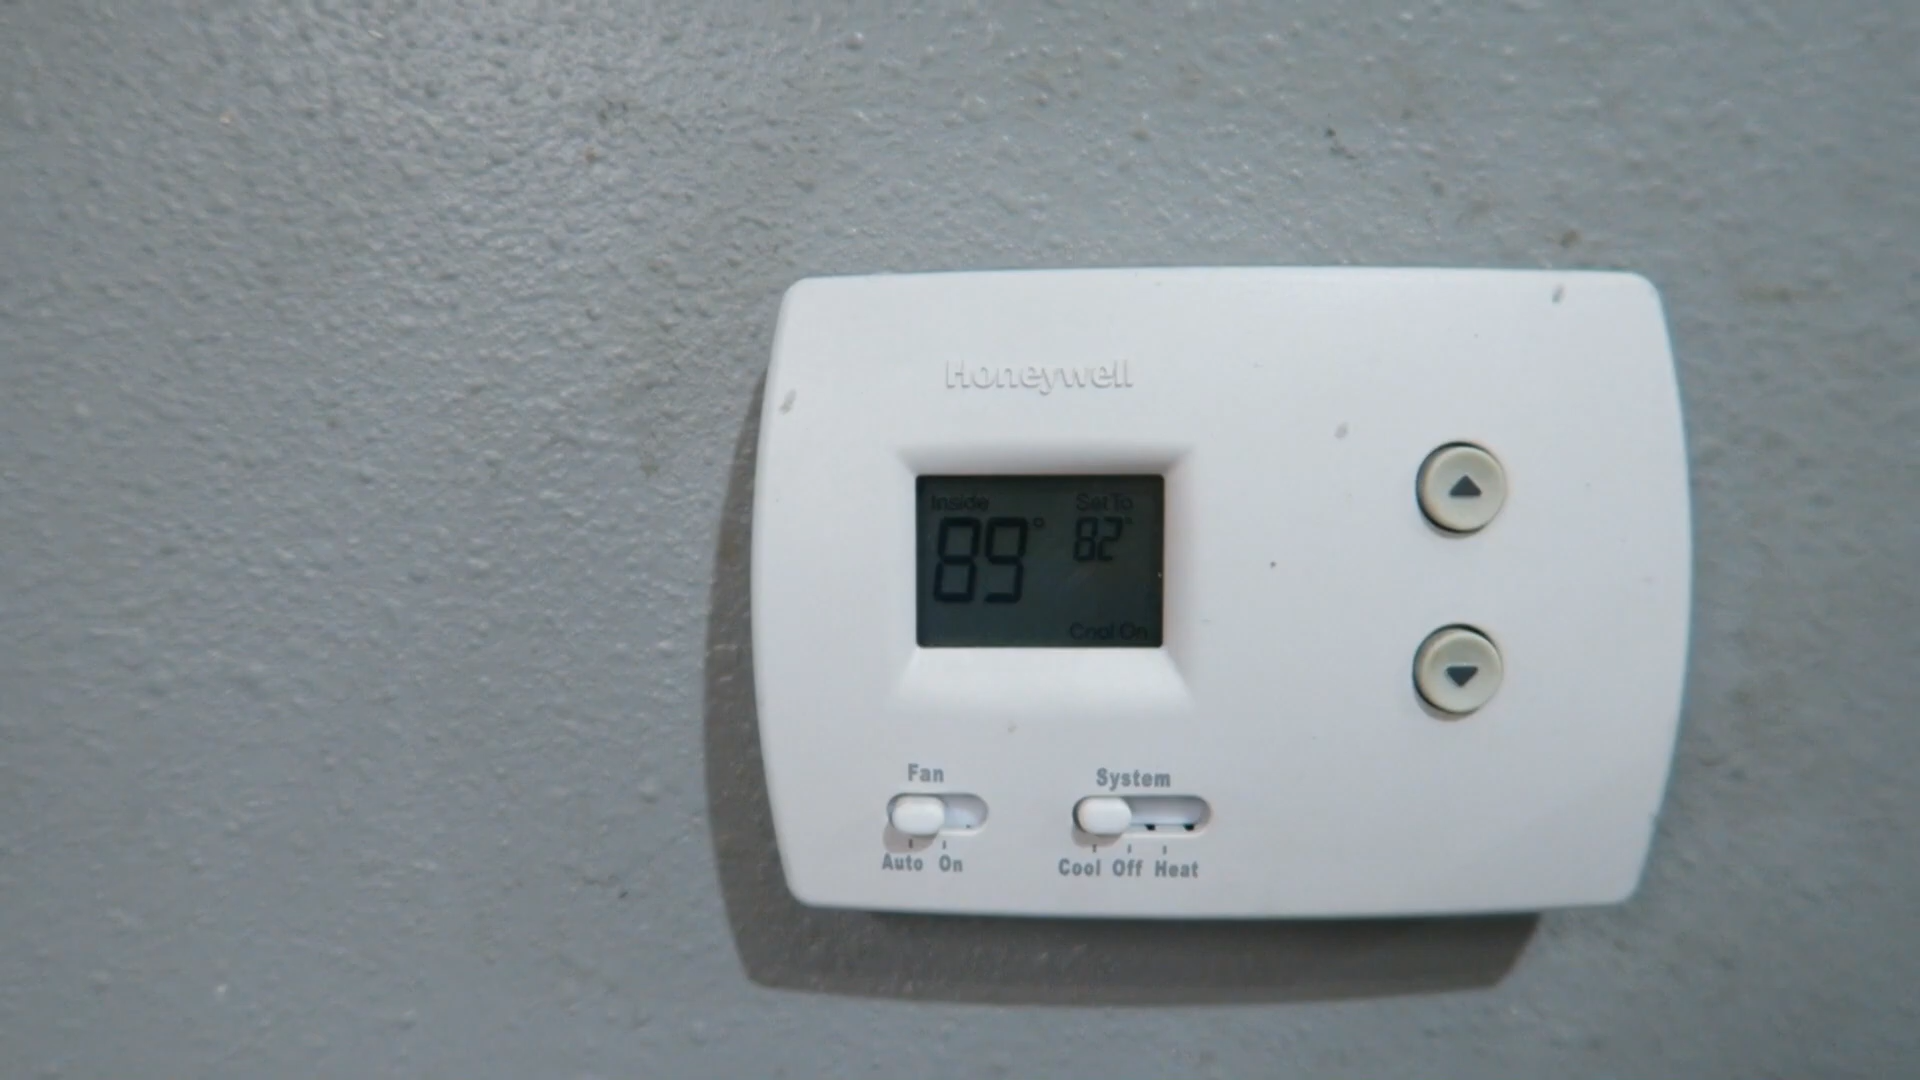 Honeywell
Inside Set To
89° 82°
Cool On
Fan System
Auto On Cool Off Heat